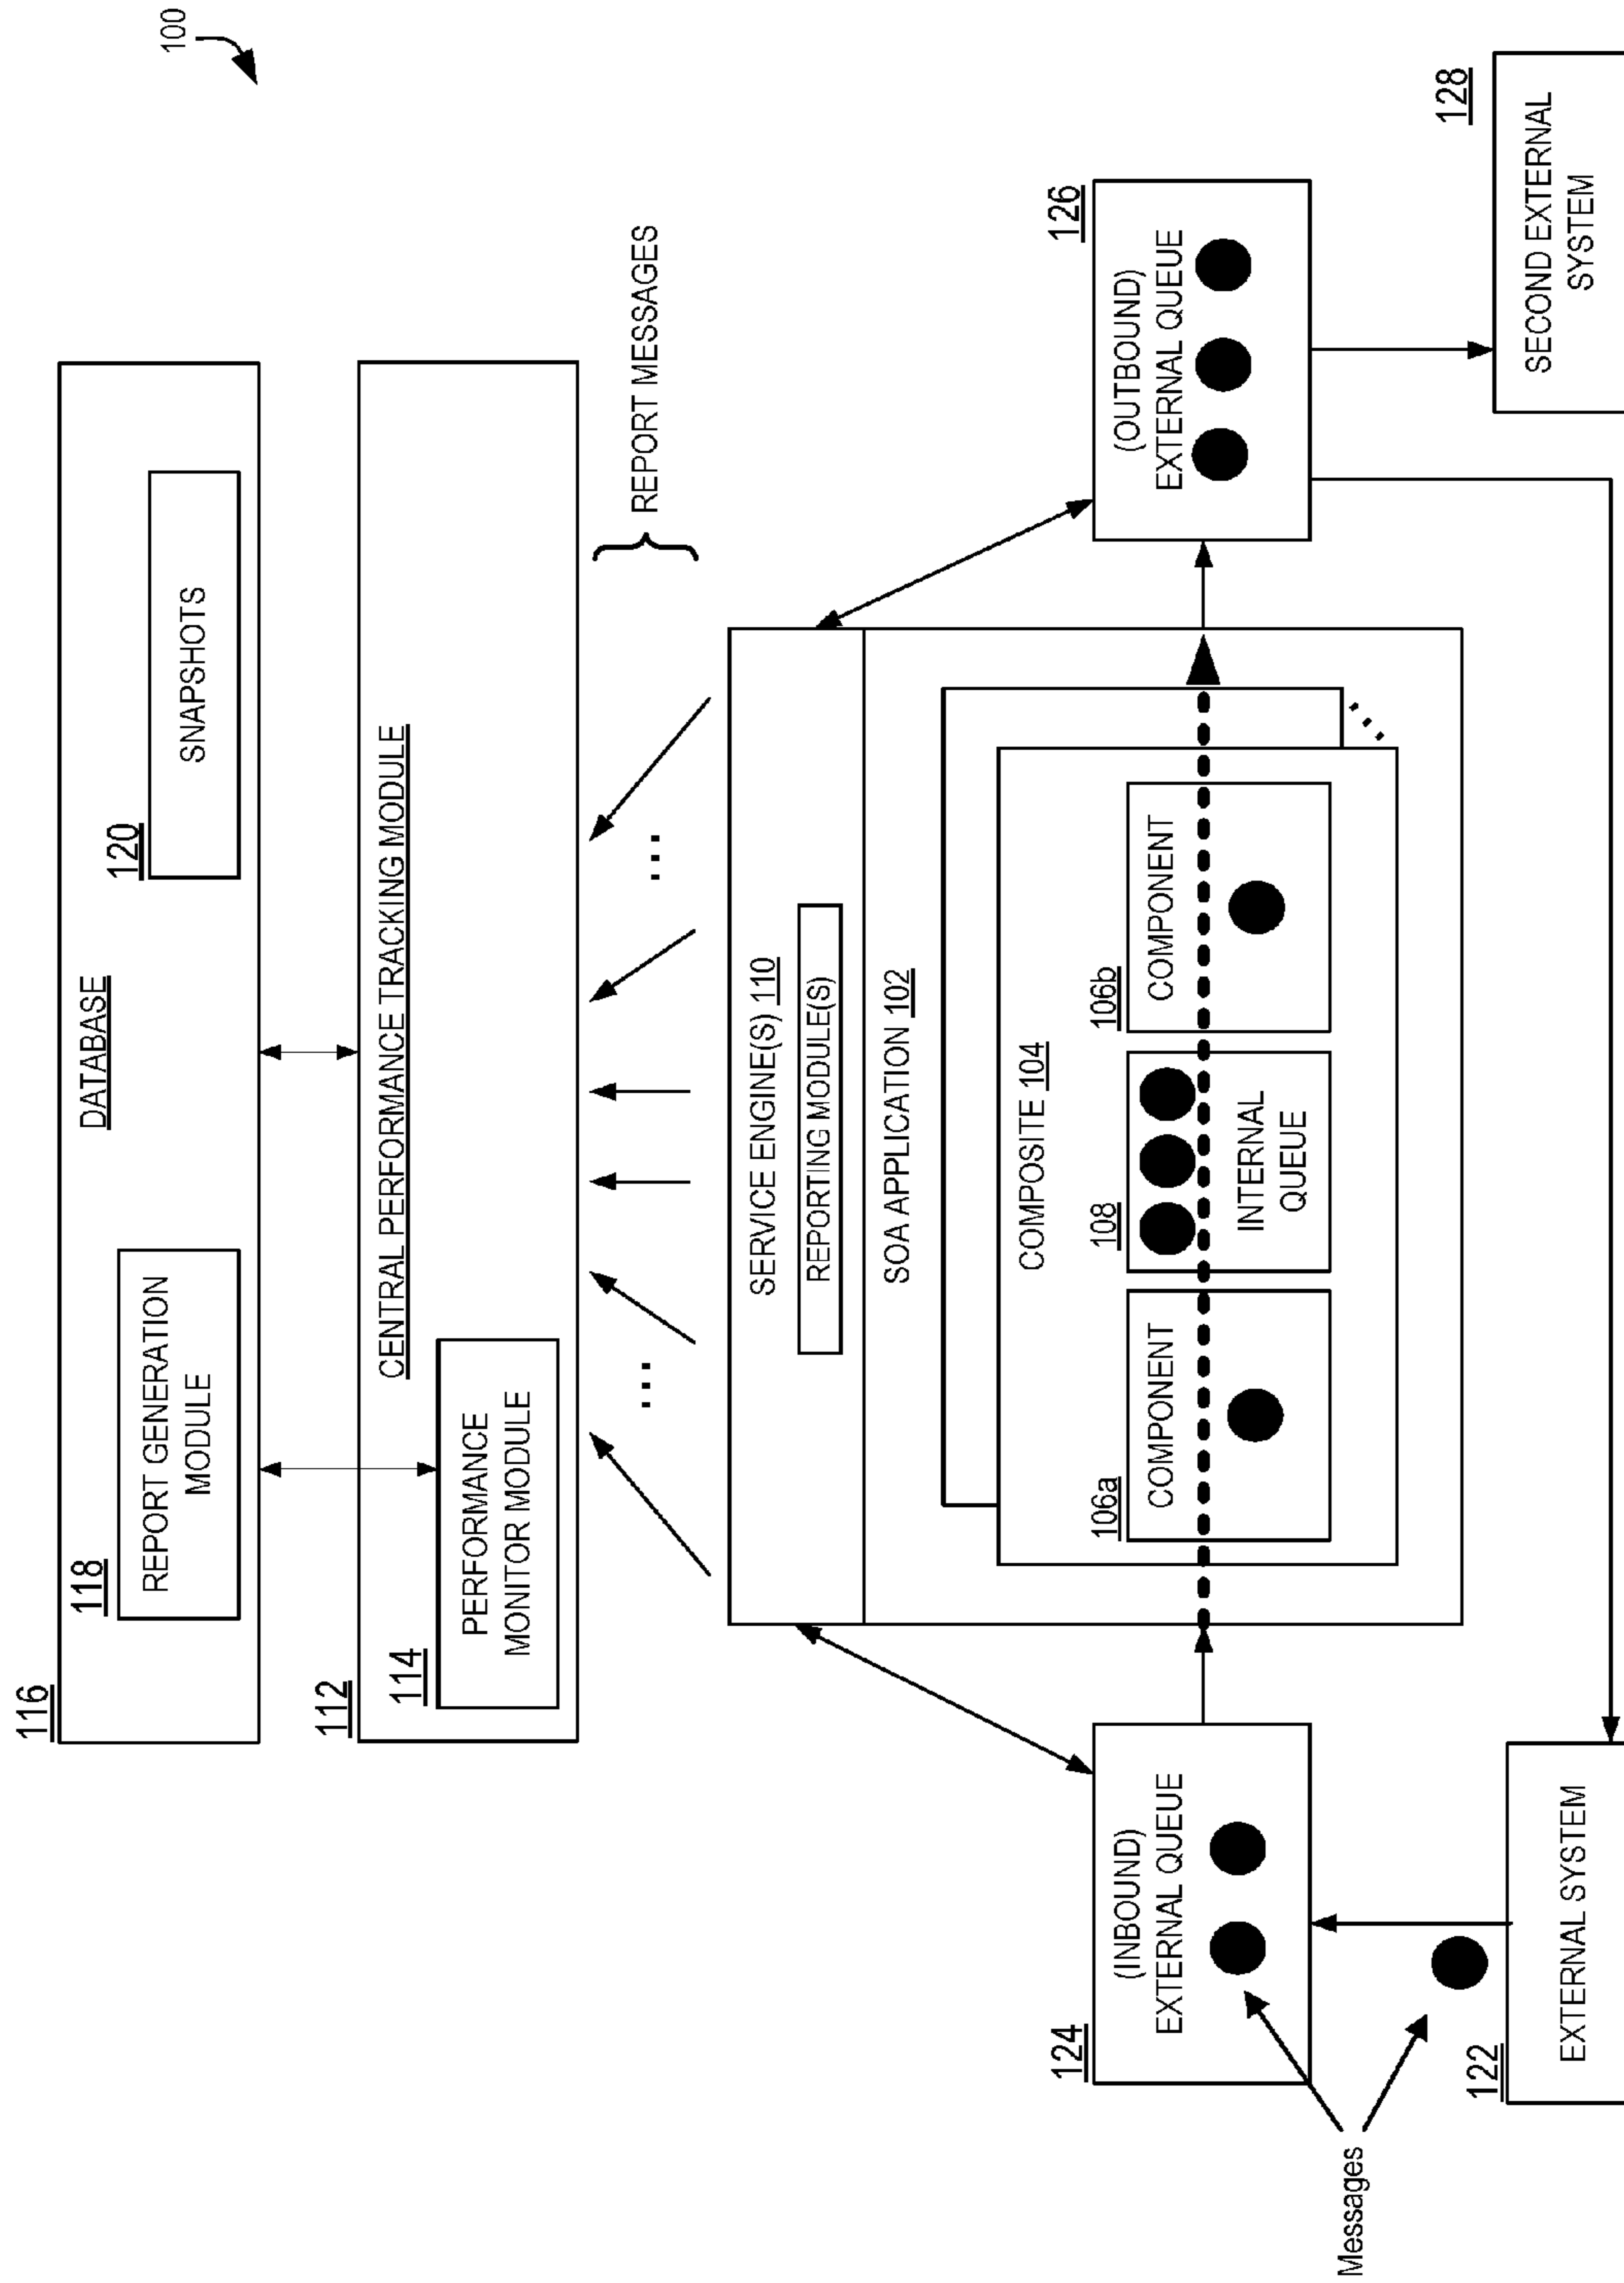 100
116
DATABASE
118
REPORT GENERATION
MODULE
120
SNAPSHOTS
112
CENTRAL PERFORMANCE TRACKING MODULE
114
PERFORMANCE
MONITOR MODULE
REPORT MESSAGES
...
...
SERVICE ENGINE(S) 110
REPORTING MODULE(S)
SOA APPLICATION 102
COMPOSITE 104
106a
COMPONENT
108
INTERNAL
QUEUE
106b
COMPONENT
124
(INBOUND)
EXTERNAL QUEUE
126
(OUTBOUND)
EXTERNAL QUEUE
Messages
122
EXTERNAL SYSTEM
128
SECOND EXTERNAL
SYSTEM